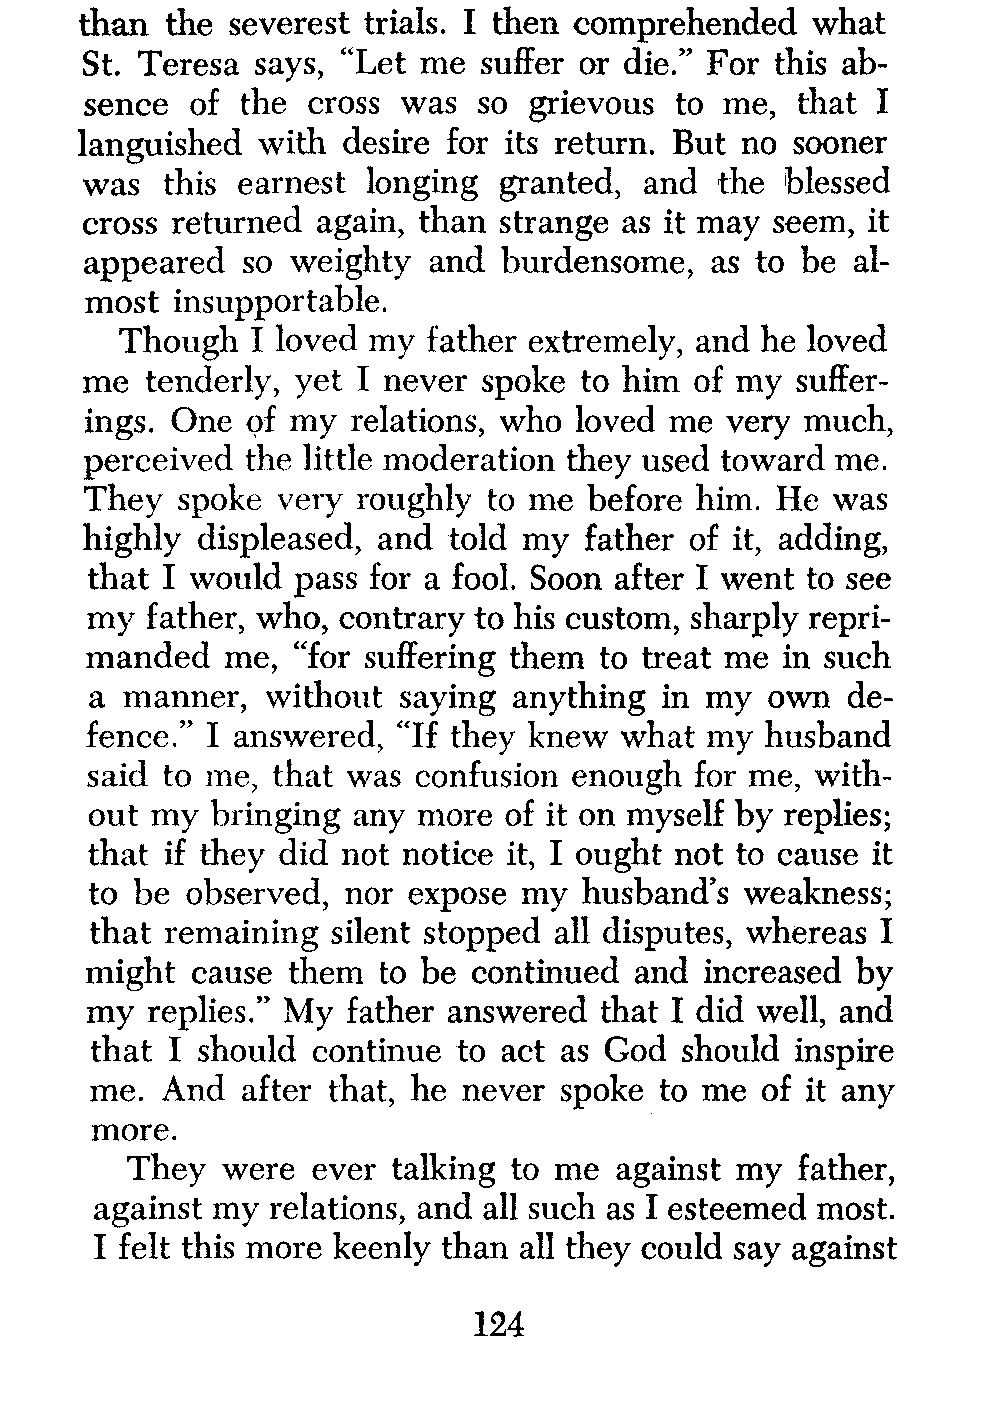 than the severest trials. I then comprehended what
St. Teresa says, “Let me suffer or die.” For this ab-
sence of the cross was so grievous to me, that I
languished with desire for its return. But no sooner
was this earnest longing granted, and the blessed
cross returned again, than strange as it may seem, it
appeared so weighty and burdensome, as to be al-
most insupportable.
Though I loved my father extremely, and he loved
me tenderly, yet I never spoke to him of my suffer-
ings. One of my relations, who loved me very much,
perceived the little moderation they used toward me.
They spoke very roughly to me before him. He was
highly displeased, and told my father of it, adding,
that I would pass for a fool. Soon after I went to see
my father, who, contrary to his custom, sharply repri-
manded me, “for suffering them to treat me in such
a manner, without saying anything in my own de-
fence.” I answered, “If they knew what my husband
said to me, that was confusion enough for me, with-
out my bringing any more of it on myself by replies;
that if they did not notice it, I ought not to cause it
to be observed, nor expose my husband’s weakness;
that remaining silent stopped all disputes, whereas I
might cause them to be continued and increased by
my replies.” My father answered that I did well, and
that I should continue to act as God should inspire
me. And after that, he never spoke to me of it any
more.
They were ever talking to me against my father,
against my relations, and all such as I esteemed most.
I felt this more keenly than all they could say against
124